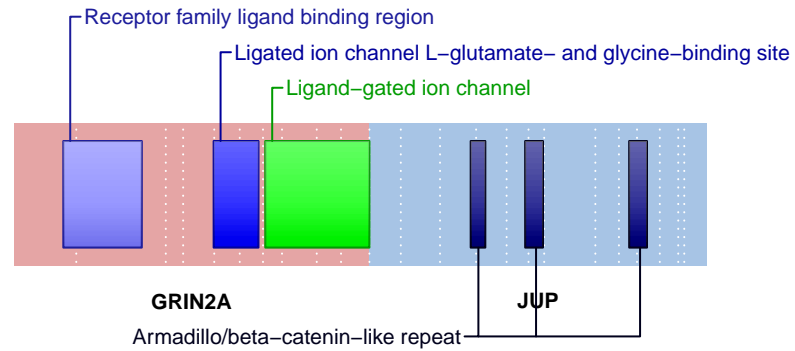 Receptor family ligand binding region
Ligated ion channel L−glutamate− and glycine−binding site
Ligand−gated ion channel
GRIN2A JUP
Armadillo/beta−catenin−like repeat